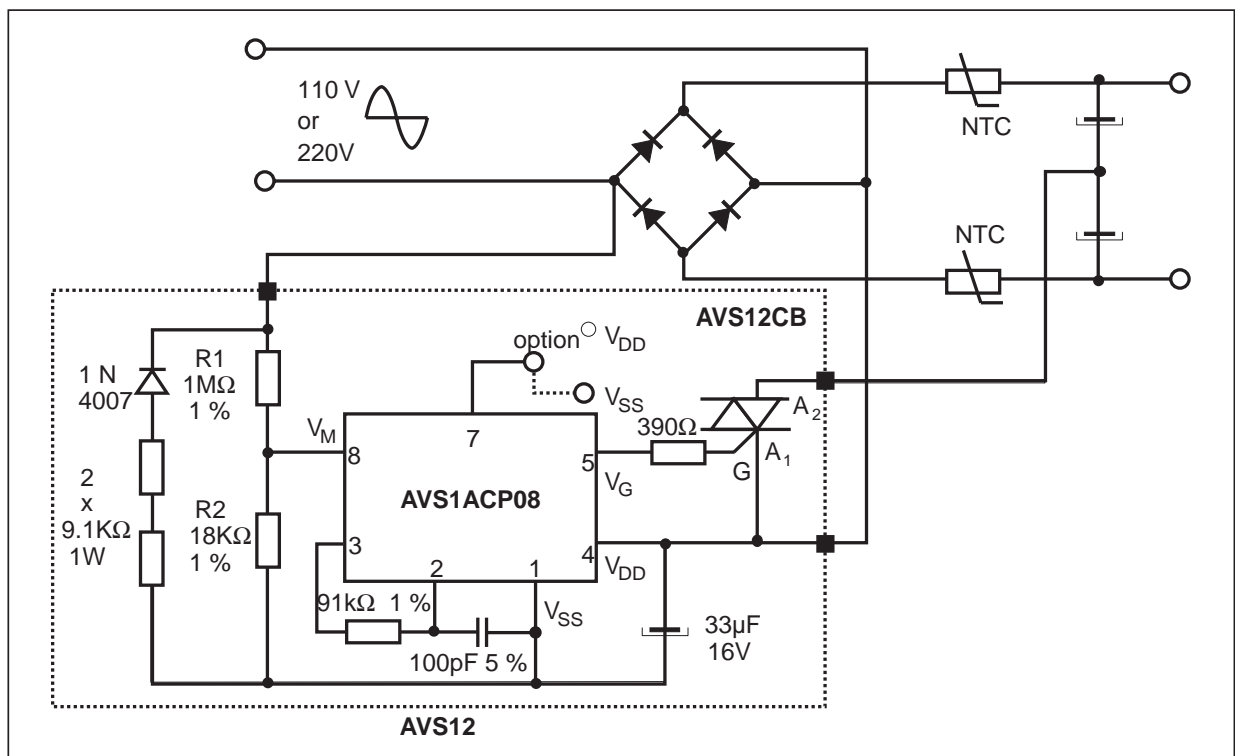 110 V
or
220V
NTC
NTC
AVS12CB
option V_DD
V_SS
1 N
4007
R1
1MΩ
1 %
V_M
7
8
390Ω
A_2
A_1
5
G
V_G
2
x
9.1KΩ
1W
R2
18KΩ
1 %
AVS1ACP08
3
2
1
4
V_DD
91kΩ 1 %
V_SS
100pF 5 %
33µF
16V
AVS12